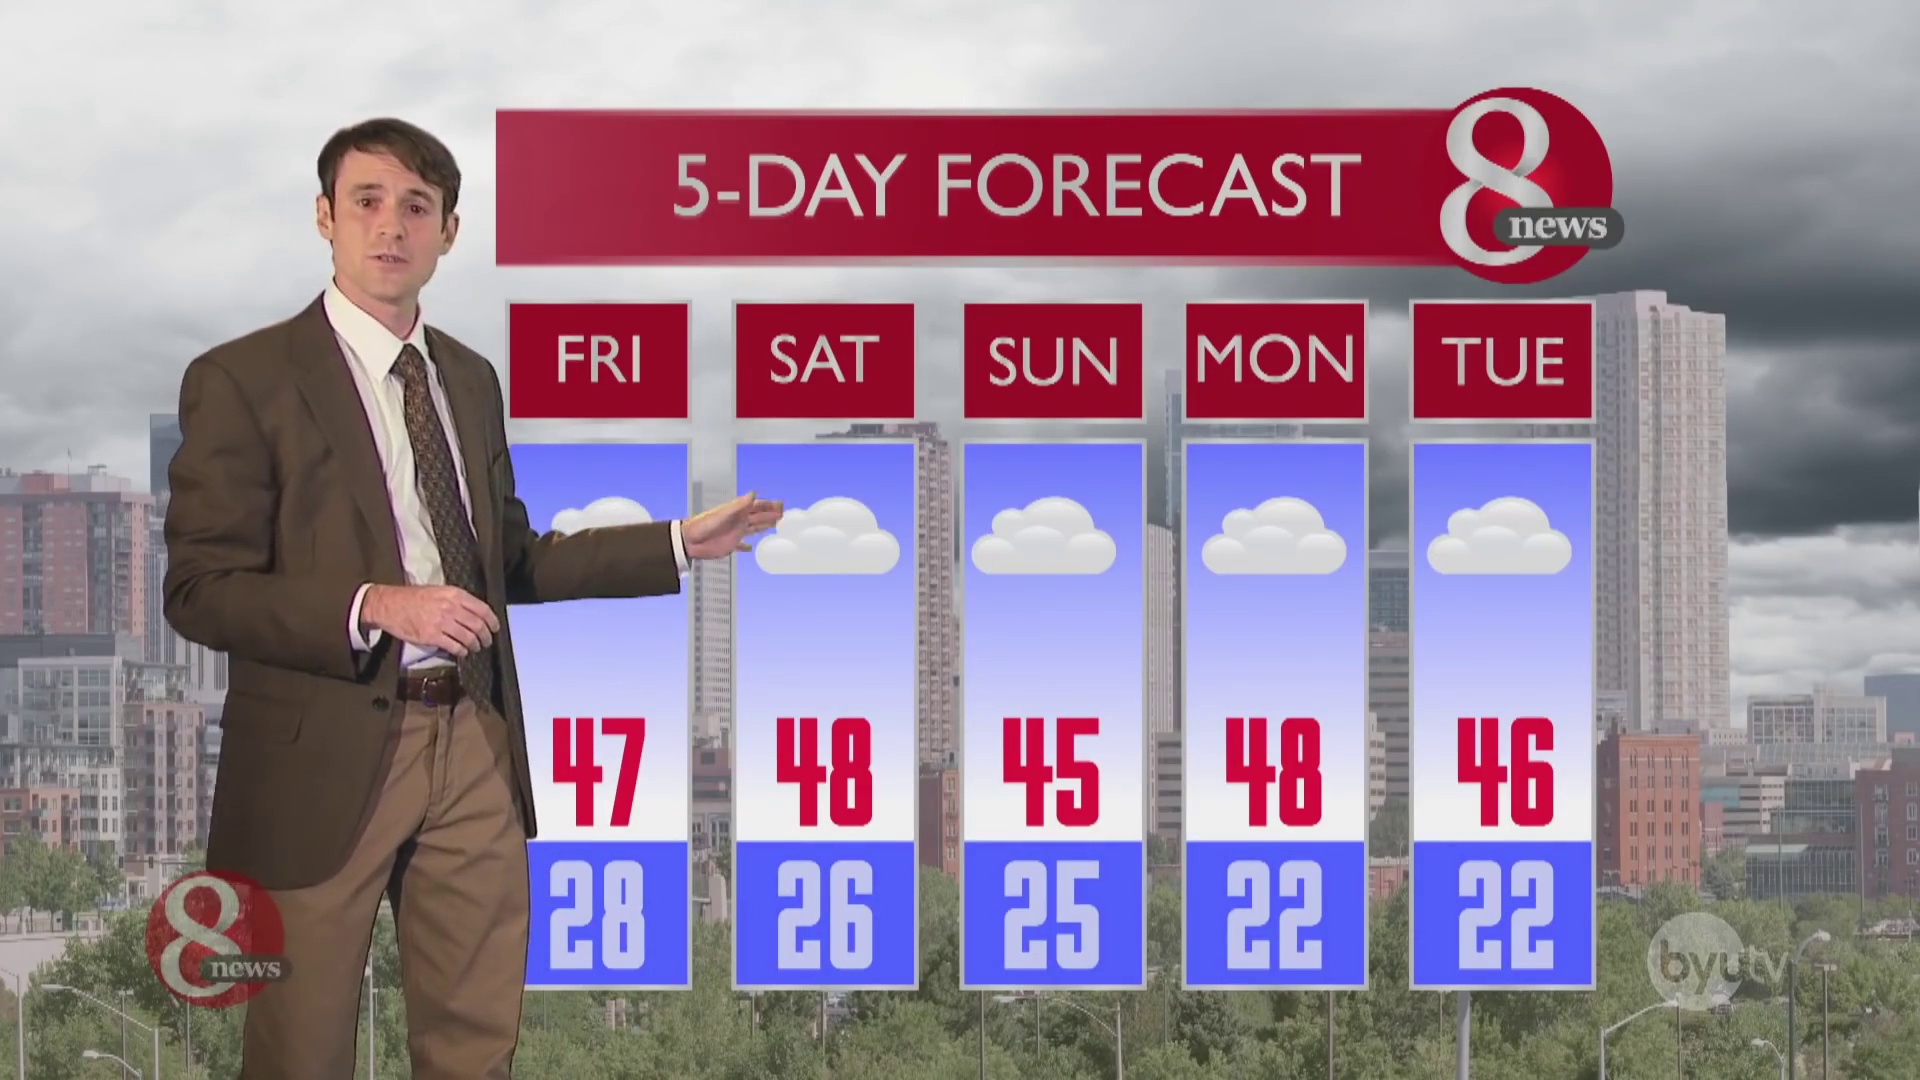 5-DAY FORECAST
8 news
FRI SAT SUN MON TUE
47 48 45 48 46
28 26 25 22 22
8 news
byutv